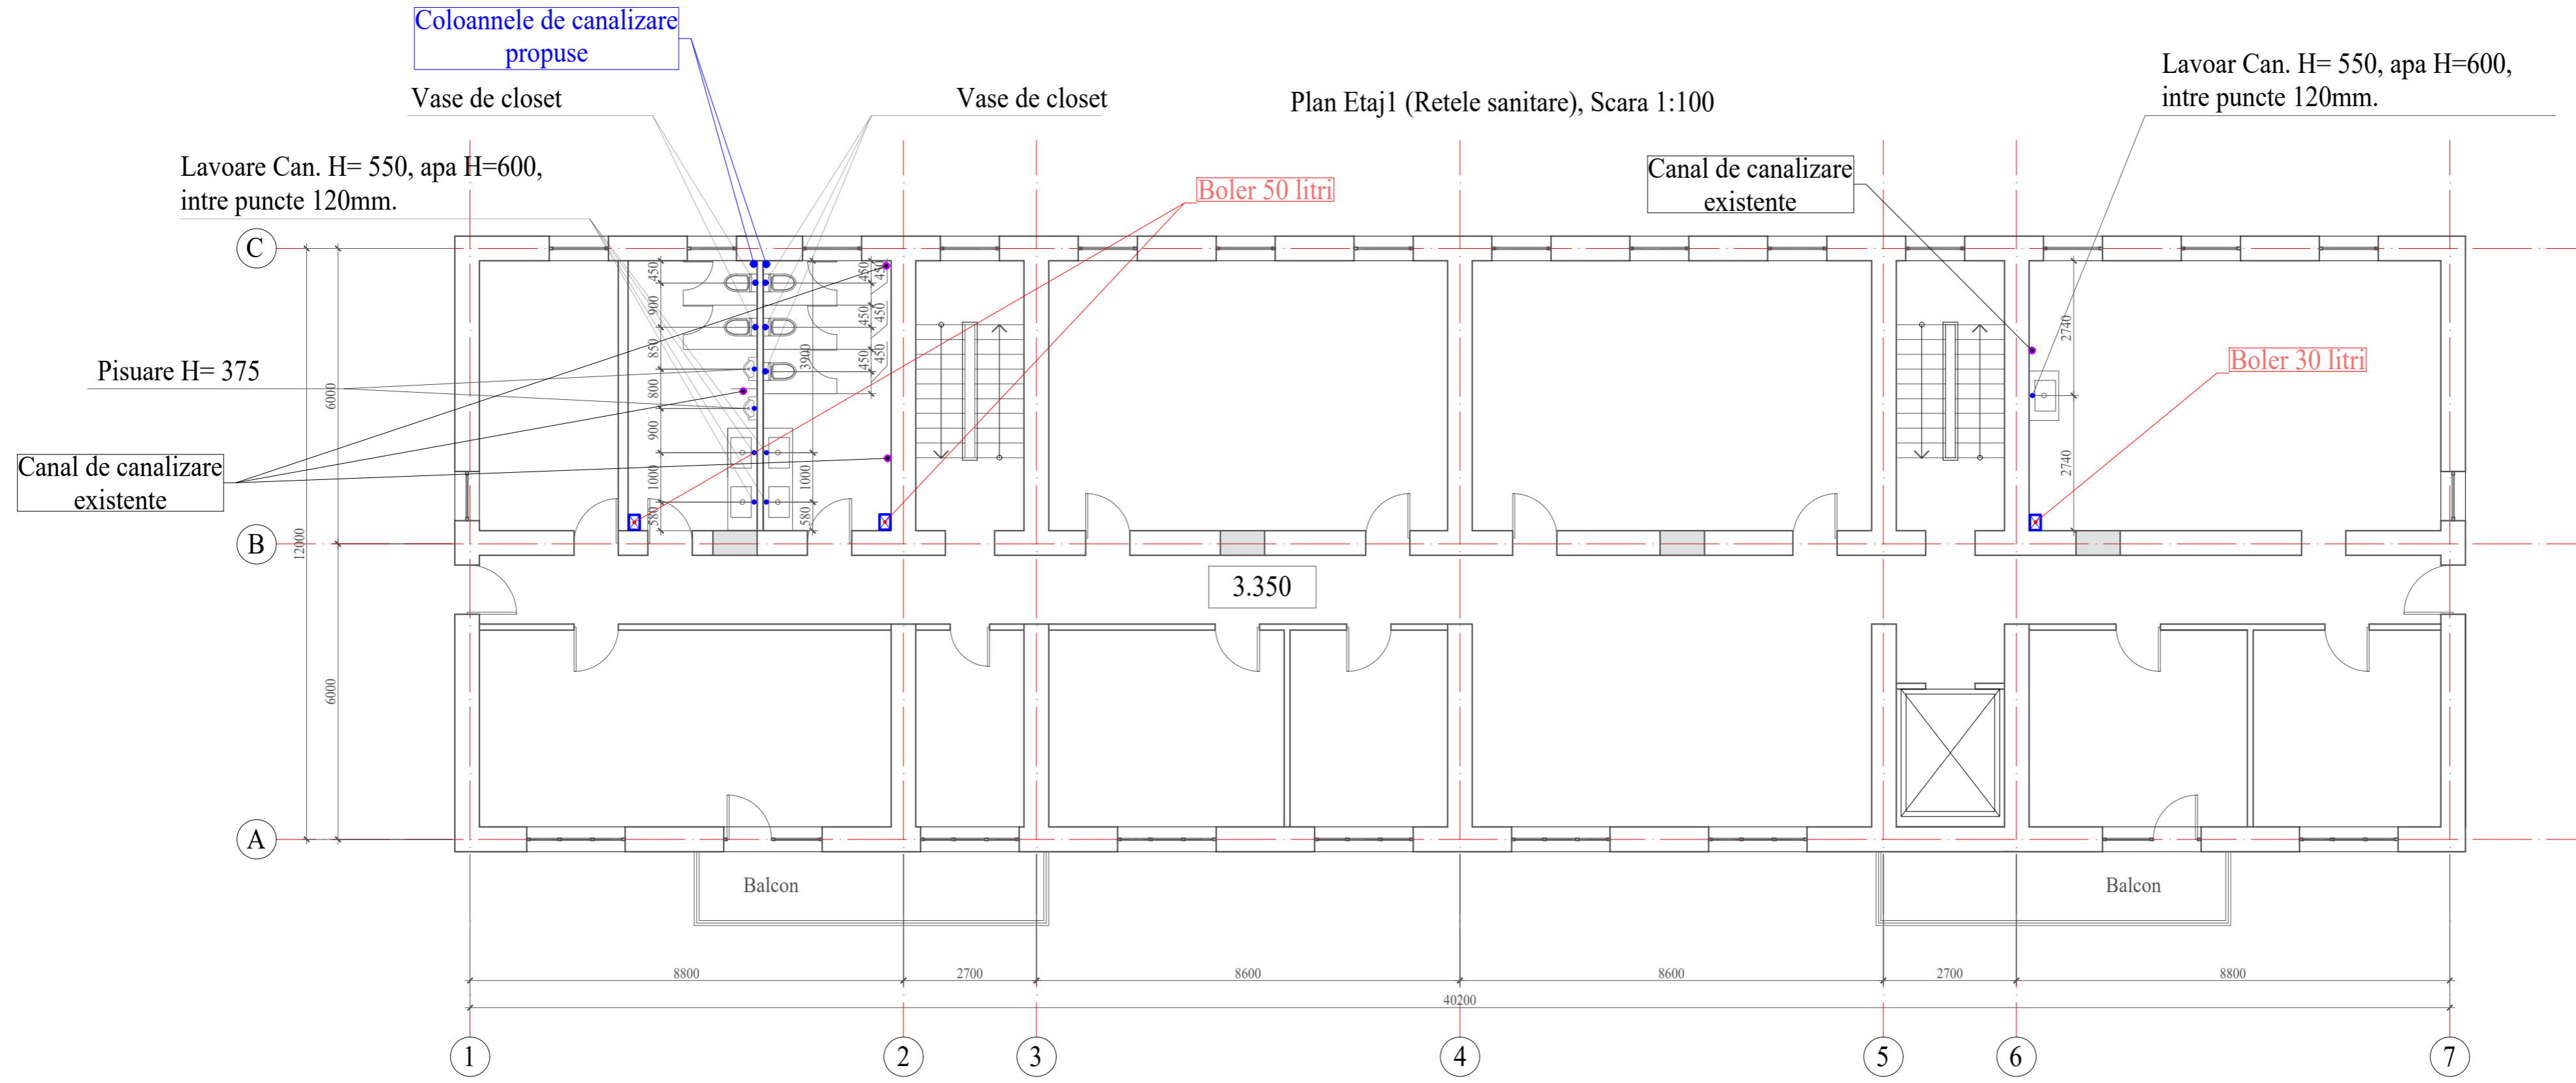 Coloannele de canalizare
propuse
Vase de closet
Vase de closet
Plan Etaj1 (Retele sanitare), Scara 1:100
Lavoar Can. H= 550, apa H=600,
intre puncte 120mm.
Lavoare Can. H= 550, apa H=600,
intre puncte 120mm.
Boler 50 litri
Canal de canalizare
existente
C
450
900
850
800
900
1000
580
3900
1000
580
450
450
450
450
450
450
2740
2740
Boler 30 litri
Pisuare H= 375
6000
Canal de canalizare
existente
12000
B
3.350
6000
A
Balcon
Balcon
8800
2700
8600
8600
2700
8800
40200
1
2
3
4
5
6
7